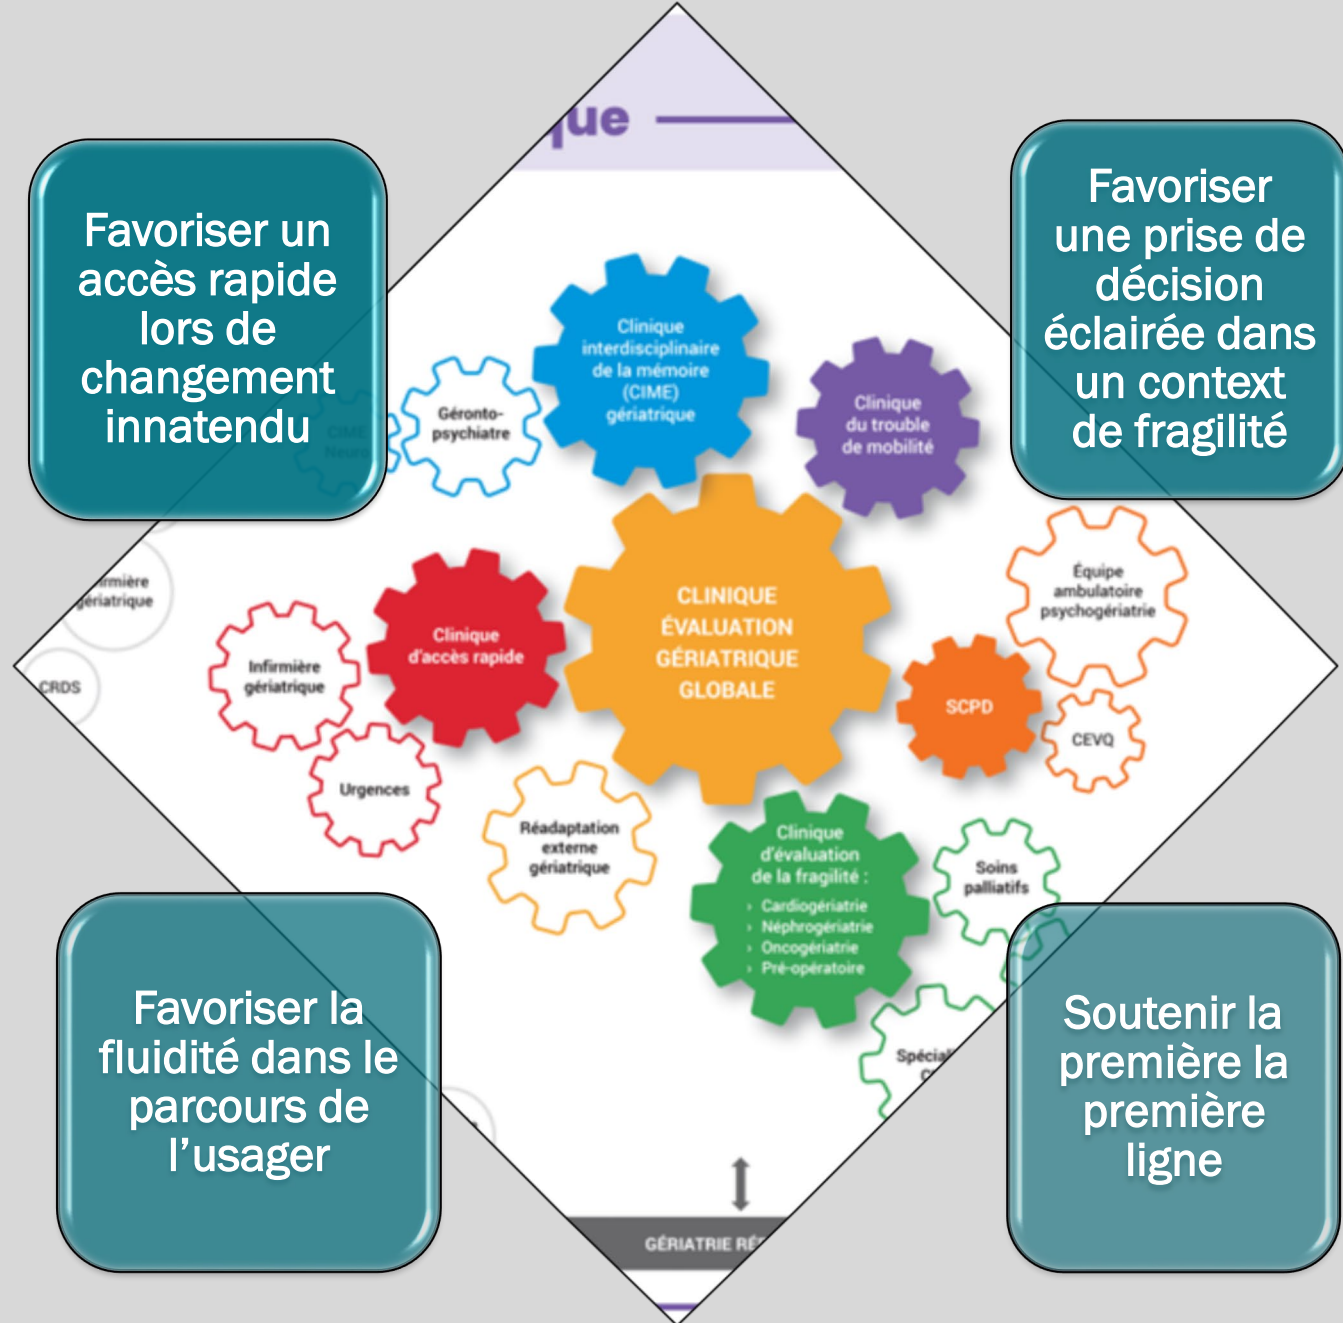 Favoriser un
accès rapide
lors de
changement
innatendu
Favoriser
une prise de
décision
éclairée dans
un context
de fragilité
Favoriser la
fluidité dans le
parcours de
l'usager
Soutenir la
première la
première
ligne
Clinique
interdisciplinaire
de la mémoire
(CIME)
gériatrique
Géronto-
psychiatre
CIME
Neuro
Clinique
du trouble
de mobilité
CLINIQUE
ÉVALUATION
GÉRIATRIQUE
GLOBALE
Équipe
ambulatoire
psychogériatrie
SCPD
CEVQ
Clinique
d'accès rapide
Infirmière
gériatrique
gériatrique
CRDS
Urgences
Réadaptation
externe
gériatrique
Clinique
d'évaluation
de la fragilité :
› Cardiogériatrie
› Néphrogériatrie
› Oncogériatrie
› Pré-opératoire
Soins
palliatifs
GÉRIATRIE